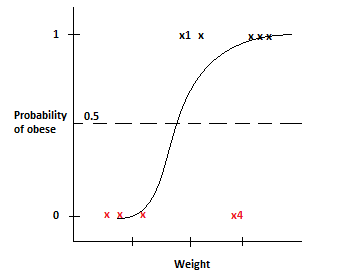 1
x1 x
x x x
Probability
of obese
0.5
0
x x x
x4
Weight